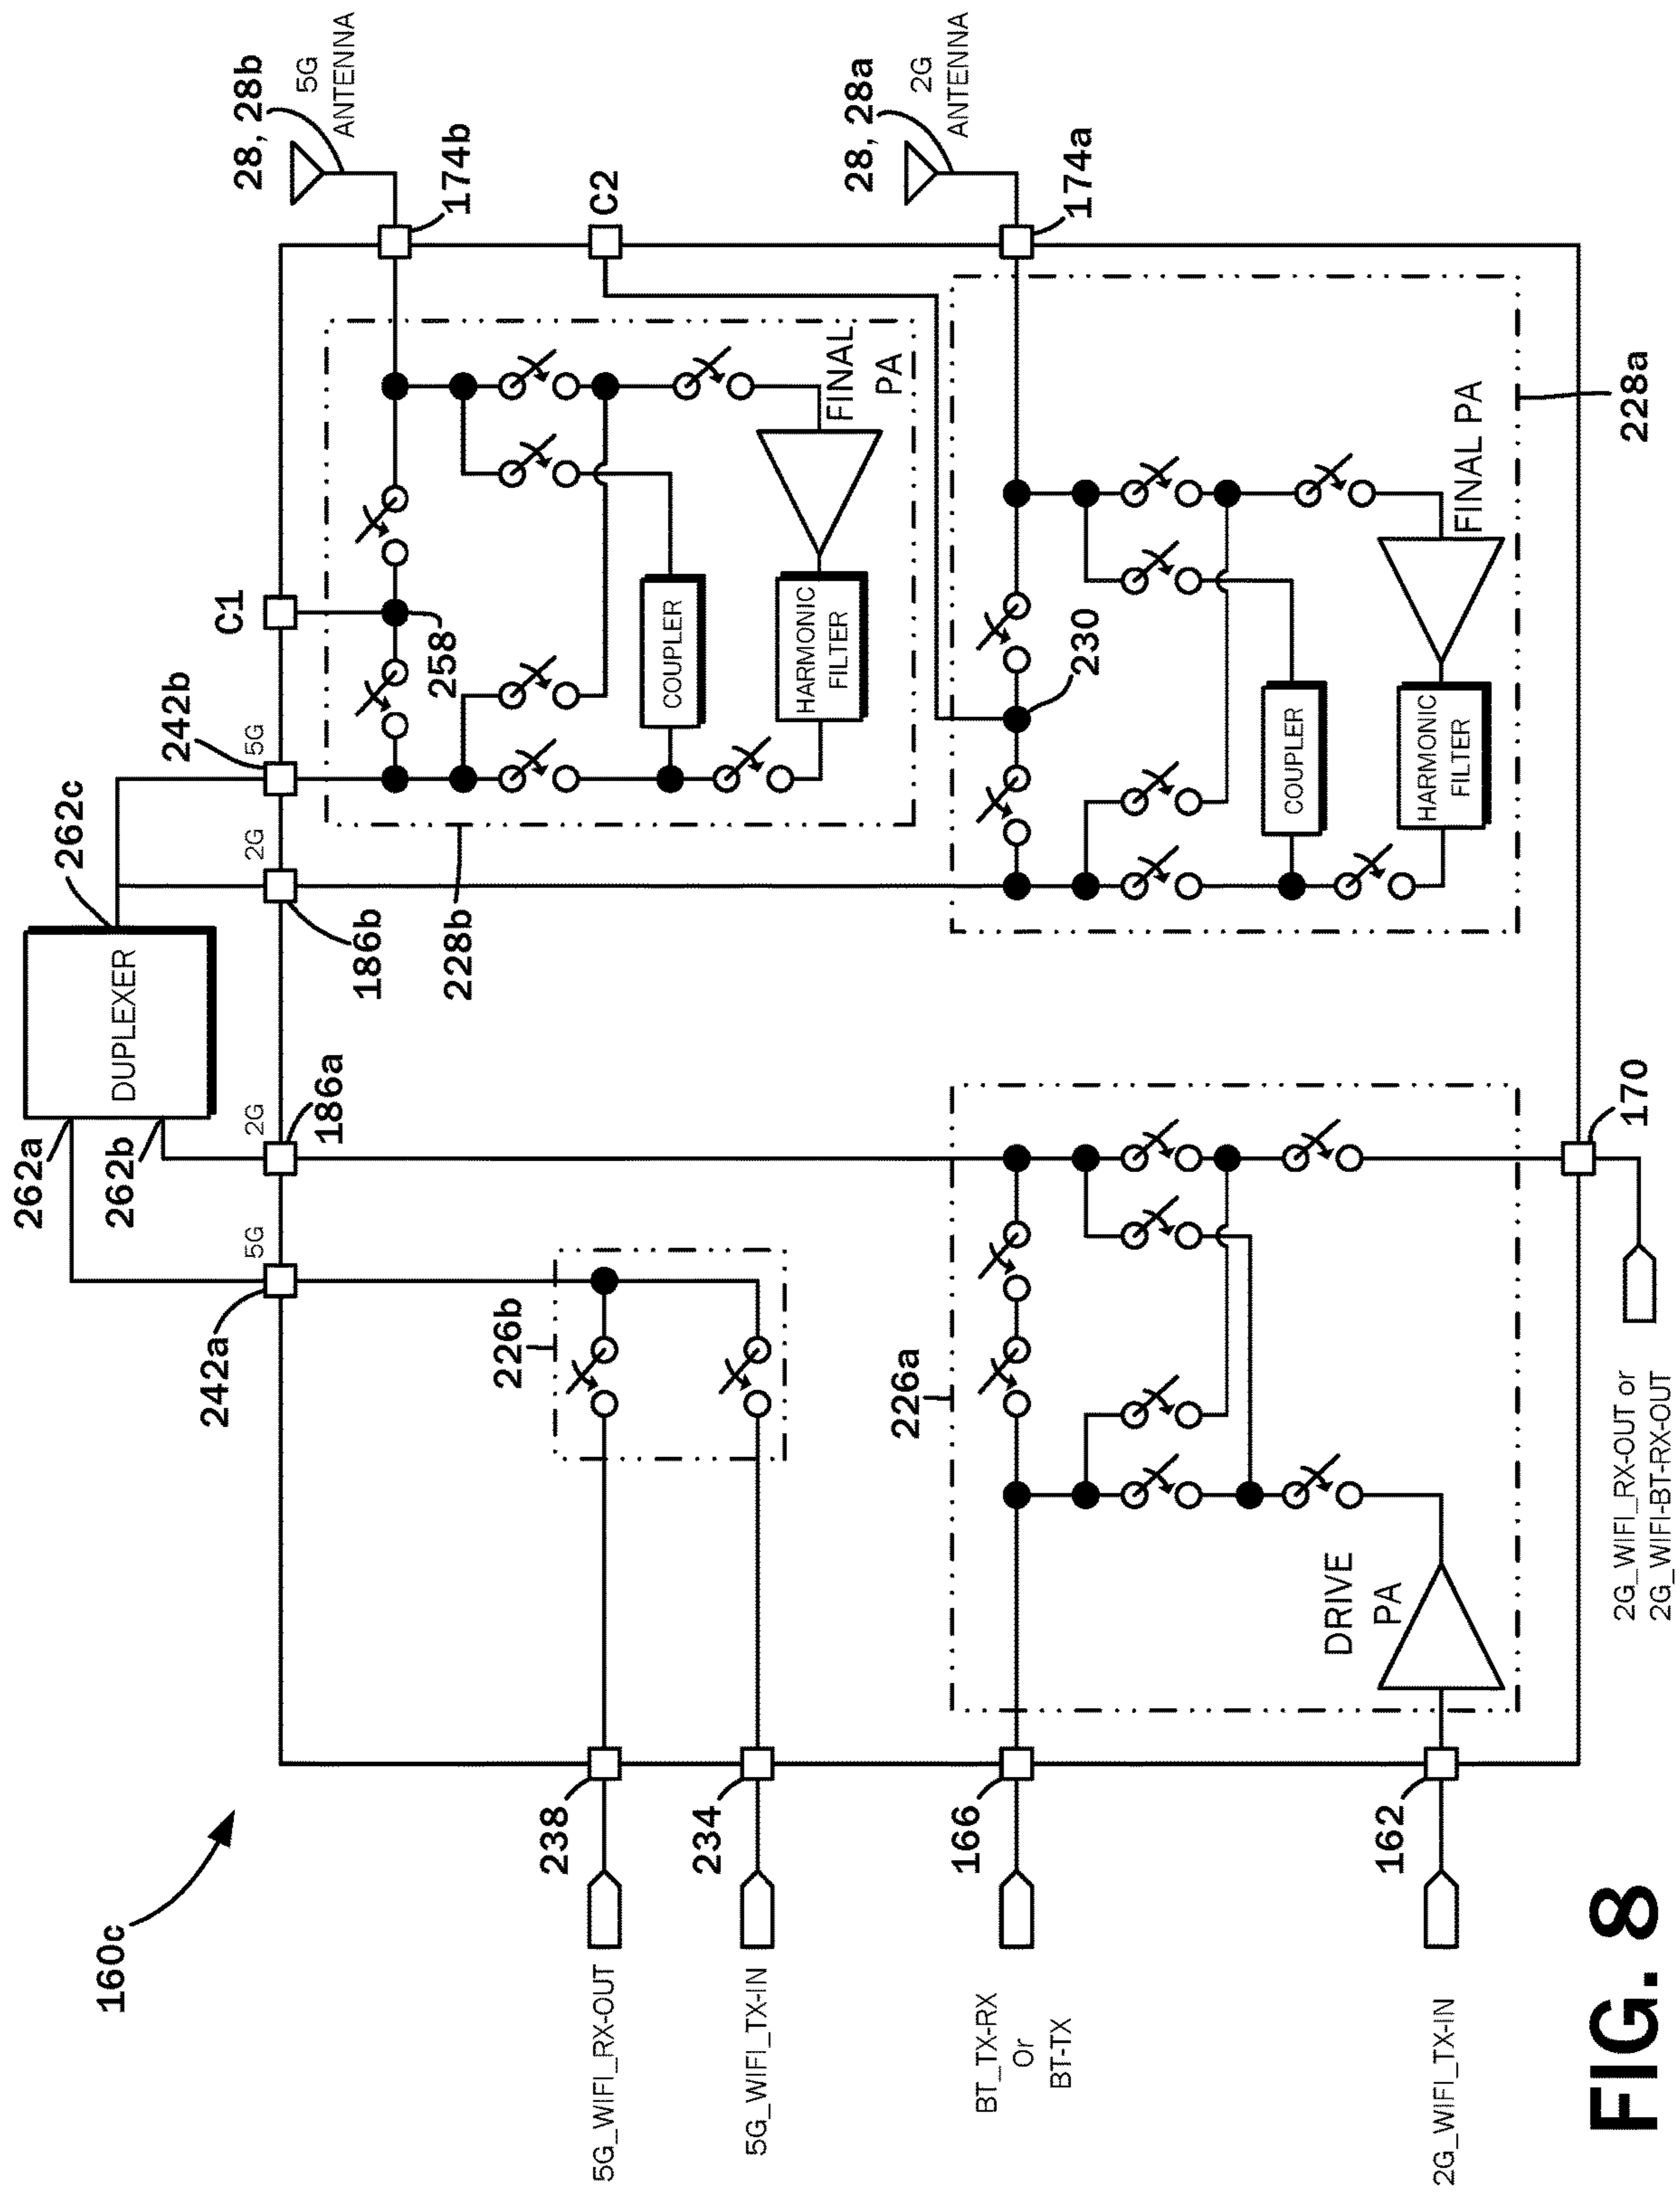 160c
262a
262b
DUPLEXER
262c
242a
5G
2G
186a
186b
2G
5G
242b
C1
28, 28b
5G
ANTENNA
174b
C2
28, 28a
2G
ANTENNA
174a
258
228b
COUPLER
HARMONIC
FILTER
FINAL
PA
226b
5G_WIFI_RX-OUT
238
5G_WIFI_TX-IN
234
BT_TX-RX
Or
BT-TX
166
226a
230
COUPLER
HARMONIC
FILTER
FINAL PA
228a
2G_WIFI_TX-IN
162
DRIVE
PA
170
2G_WIFI_RX-OUT or
2G_WIFI-BT-RX-OUT
FIG. 8